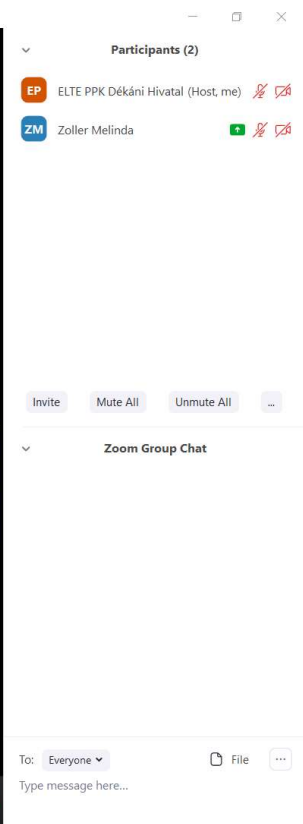 Participants (2)
EP ELTE PPK Dékáni Hivatal (Host, me)
ZM Zoller Melinda
Invite Mute All Unmute All ...
Zoom Group Chat
To: Everyone File ...
Type message here...